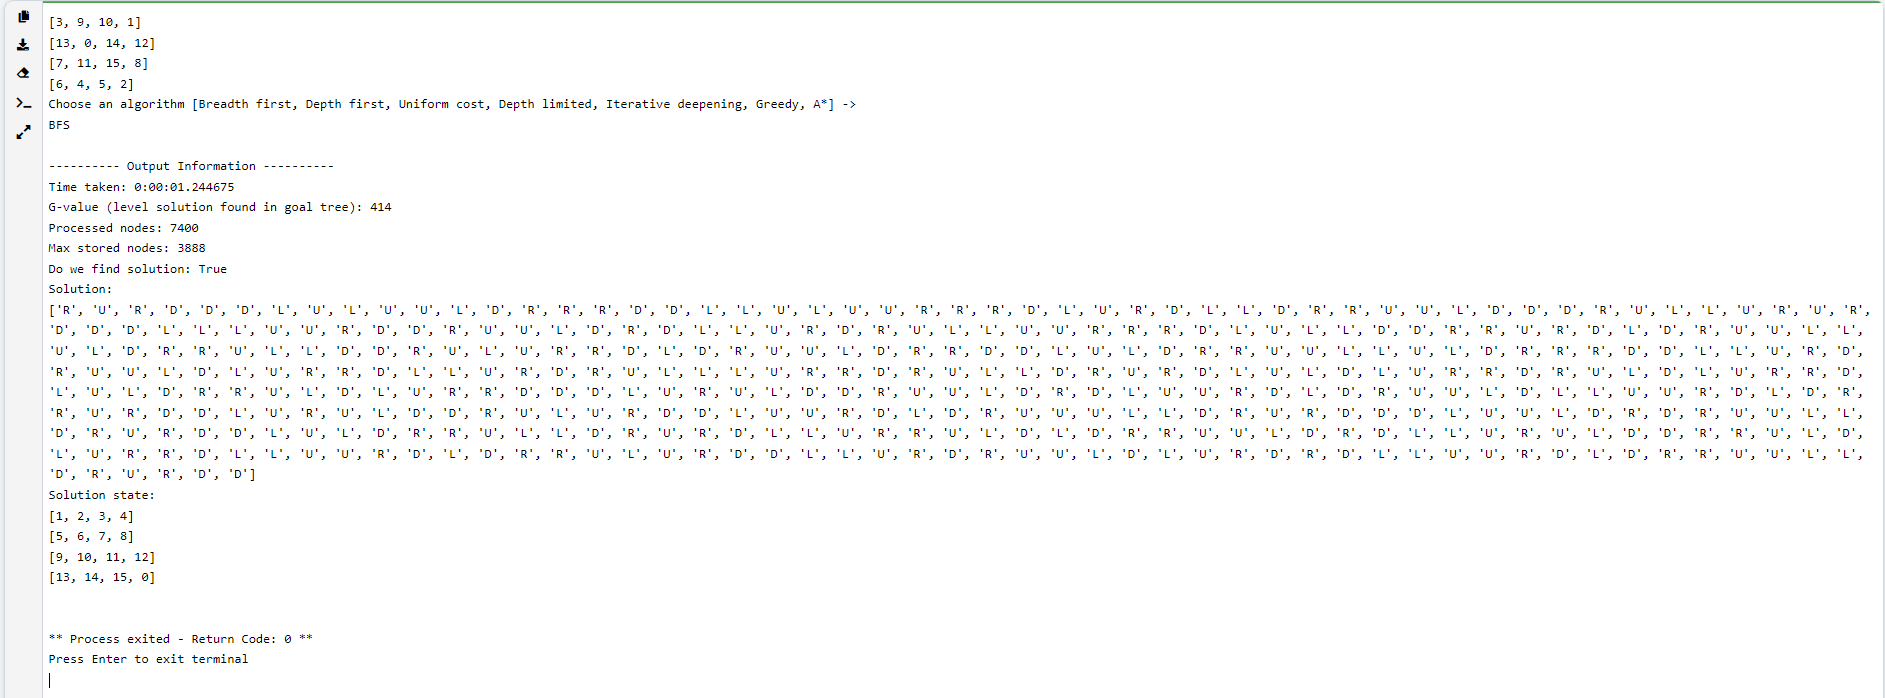 [3, 9, 10, 1]
[13, 0, 14, 12]
[7, 11, 15, 8]
[6, 4, 5, 2]
Choose an algorithm [Breadth first, Depth first, Uniform cost, Depth limited, Iterative deepening, Greedy, A*] ->
BFS
---------- Output Information ----------
Time taken: 0:00:01.244675
G-value (level solution found in goal tree): 414
Processed nodes: 7400
Max stored nodes: 3888
Do we find solution: True
Solution:
['R', 'U', 'R', 'D', 'D', 'D', 'L', 'U', 'L', 'U', 'U', 'L', 'D', 'R', 'R', 'R', 'D', 'D', 'L', 'L', 'U', 'L', 'U', 'U', 'R', 'R', 'R', 'D', 'L', 'U', 'R', 'D', 'L', 'L', 'D', 'R', 'R', 'U', 'U', 'L', 'D', 'D', 'D', 'R', 'U', 'L', 'L', 'U', 'R', 'U', 'R',
'D', 'D', 'D', 'L', 'L', 'L', 'U', 'U', 'R', 'D', 'D', 'R', 'U', 'U', 'L', 'D', 'R', 'D', 'L', 'L', 'U', 'R', 'D', 'R', 'U', 'L', 'L', 'U', 'U', 'R', 'R', 'R', 'D', 'L', 'U', 'L', 'L', 'D', 'D', 'R', 'R', 'U', 'R', 'D', 'L', 'D', 'R', 'U', 'U', 'L', 'L',
'U', 'L', 'D', 'R', 'R', 'U', 'L', 'L', 'D', 'D', 'R', 'U', 'L', 'U', 'R', 'R', 'D', 'L', 'D', 'R', 'U', 'U', 'L', 'D', 'R', 'R', 'D', 'D', 'L', 'U', 'L', 'D', 'R', 'R', 'U', 'U', 'L', 'L', 'U', 'L', 'D', 'R', 'R', 'R', 'D', 'D', 'L', 'L', 'U', 'R', 'D',
'R', 'U', 'U', 'L', 'D', 'L', 'U', 'R', 'R', 'D', 'L', 'L', 'U', 'R', 'D', 'R', 'U', 'L', 'L', 'L', 'U', 'R', 'R', 'D', 'R', 'U', 'L', 'L', 'D', 'R', 'U', 'R', 'D', 'L', 'U', 'L', 'D', 'L', 'U', 'R', 'R', 'D', 'R', 'U', 'L', 'D', 'L', 'U', 'R', 'R', 'D',
'L', 'U', 'L', 'D', 'R', 'R', 'U', 'L', 'D', 'L', 'U', 'R', 'R', 'D', 'D', 'D', 'L', 'U', 'R', 'U', 'L', 'D', 'D', 'R', 'U', 'U', 'L', 'D', 'R', 'D', 'L', 'U', 'U', 'R', 'D', 'L', 'D', 'R', 'U', 'U', 'L', 'D', 'L', 'L', 'U', 'U', 'R', 'D', 'L', 'D', 'R',
'R', 'U', 'R', 'D', 'D', 'L', 'U', 'R', 'U', 'L', 'D', 'D', 'R', 'U', 'L', 'U', 'R', 'D', 'D', 'L', 'U', 'U', 'R', 'D', 'L', 'D', 'R', 'U', 'U', 'U', 'L', 'L', 'D', 'R', 'U', 'R', 'D', 'D', 'D', 'L', 'U', 'U', 'L', 'D', 'R', 'D', 'R', 'U', 'U', 'L', 'L',
'D', 'R', 'U', 'R', 'D', 'D', 'L', 'U', 'L', 'D', 'R', 'R', 'U', 'L', 'L', 'D', 'R', 'U', 'R', 'D', 'L', 'L', 'U', 'R', 'R', 'U', 'L', 'D', 'L', 'D', 'R', 'R', 'U', 'U', 'L', 'D', 'R', 'D', 'L', 'L', 'U', 'R', 'U', 'L', 'D', 'D', 'R', 'R', 'U', 'L', 'D',
'L', 'U', 'R', 'R', 'D', 'L', 'L', 'U', 'U', 'R', 'D', 'L', 'D', 'R', 'R', 'U', 'L', 'U', 'R', 'D', 'D', 'L', 'L', 'U', 'R', 'D', 'R', 'U', 'U', 'L', 'D', 'L', 'U', 'R', 'D', 'R', 'D', 'L', 'L', 'U', 'U', 'R', 'D', 'L', 'D', 'R', 'R', 'U', 'U', 'L', 'L',
'D', 'R', 'U', 'R', 'D', 'D']
Solution state:
[1, 2, 3, 4]
[5, 6, 7, 8]
[9, 10, 11, 12]
[13, 14, 15, 0]
** Process exited - Return Code: 0 **
Press Enter to exit terminal